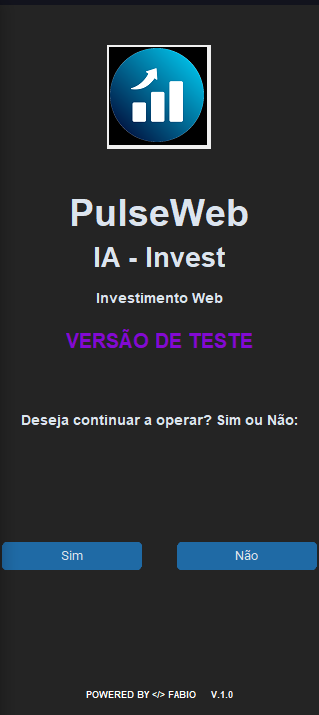 PulseWeb
IA - Invest
Investimento Web
VERSÃO DE TESTE
Deseja continuar a operar? Sim ou Não:
Sim
Não
POWERED BY </> FABIO V.1.0